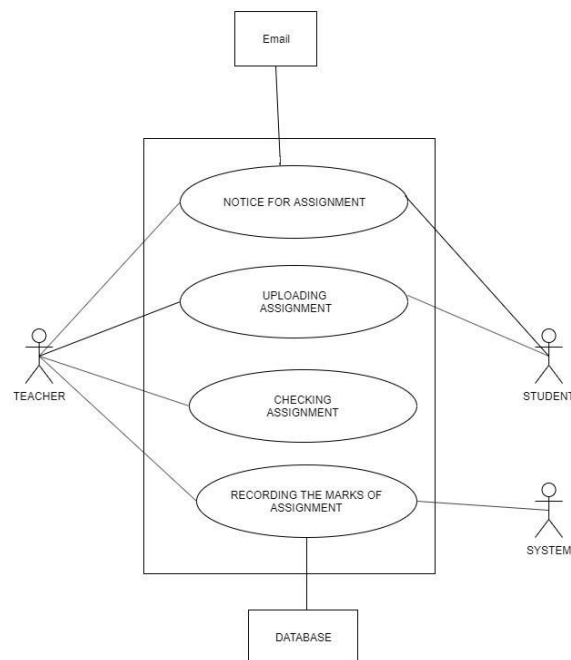 Email
NOTICE FOR ASSIGNMENT
UPLOADING
ASSIGNMENT
TEACHER
STUDENT
CHECKING
ASSIGNMENT
RECORDING THE MARKS OF
ASSIGNMENT
SYSTEM
DATABASE